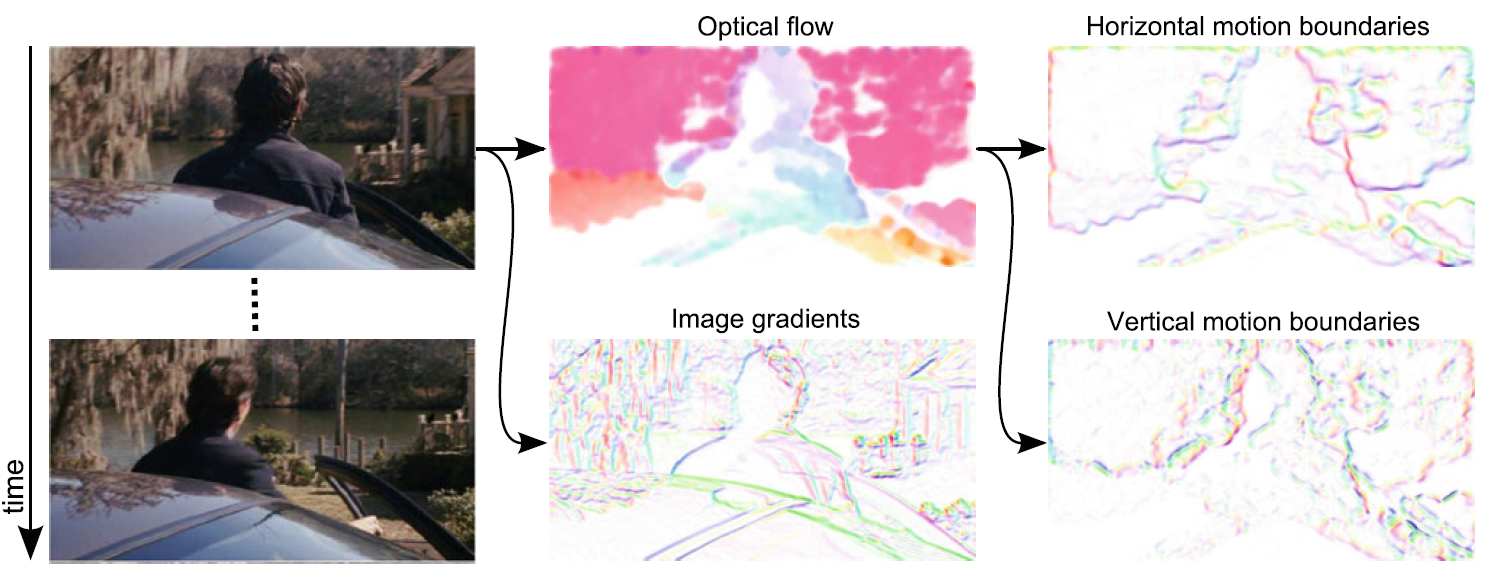 Optical flow
Horizontal motion boundaries
Image gradients
Vertical motion boundaries
time